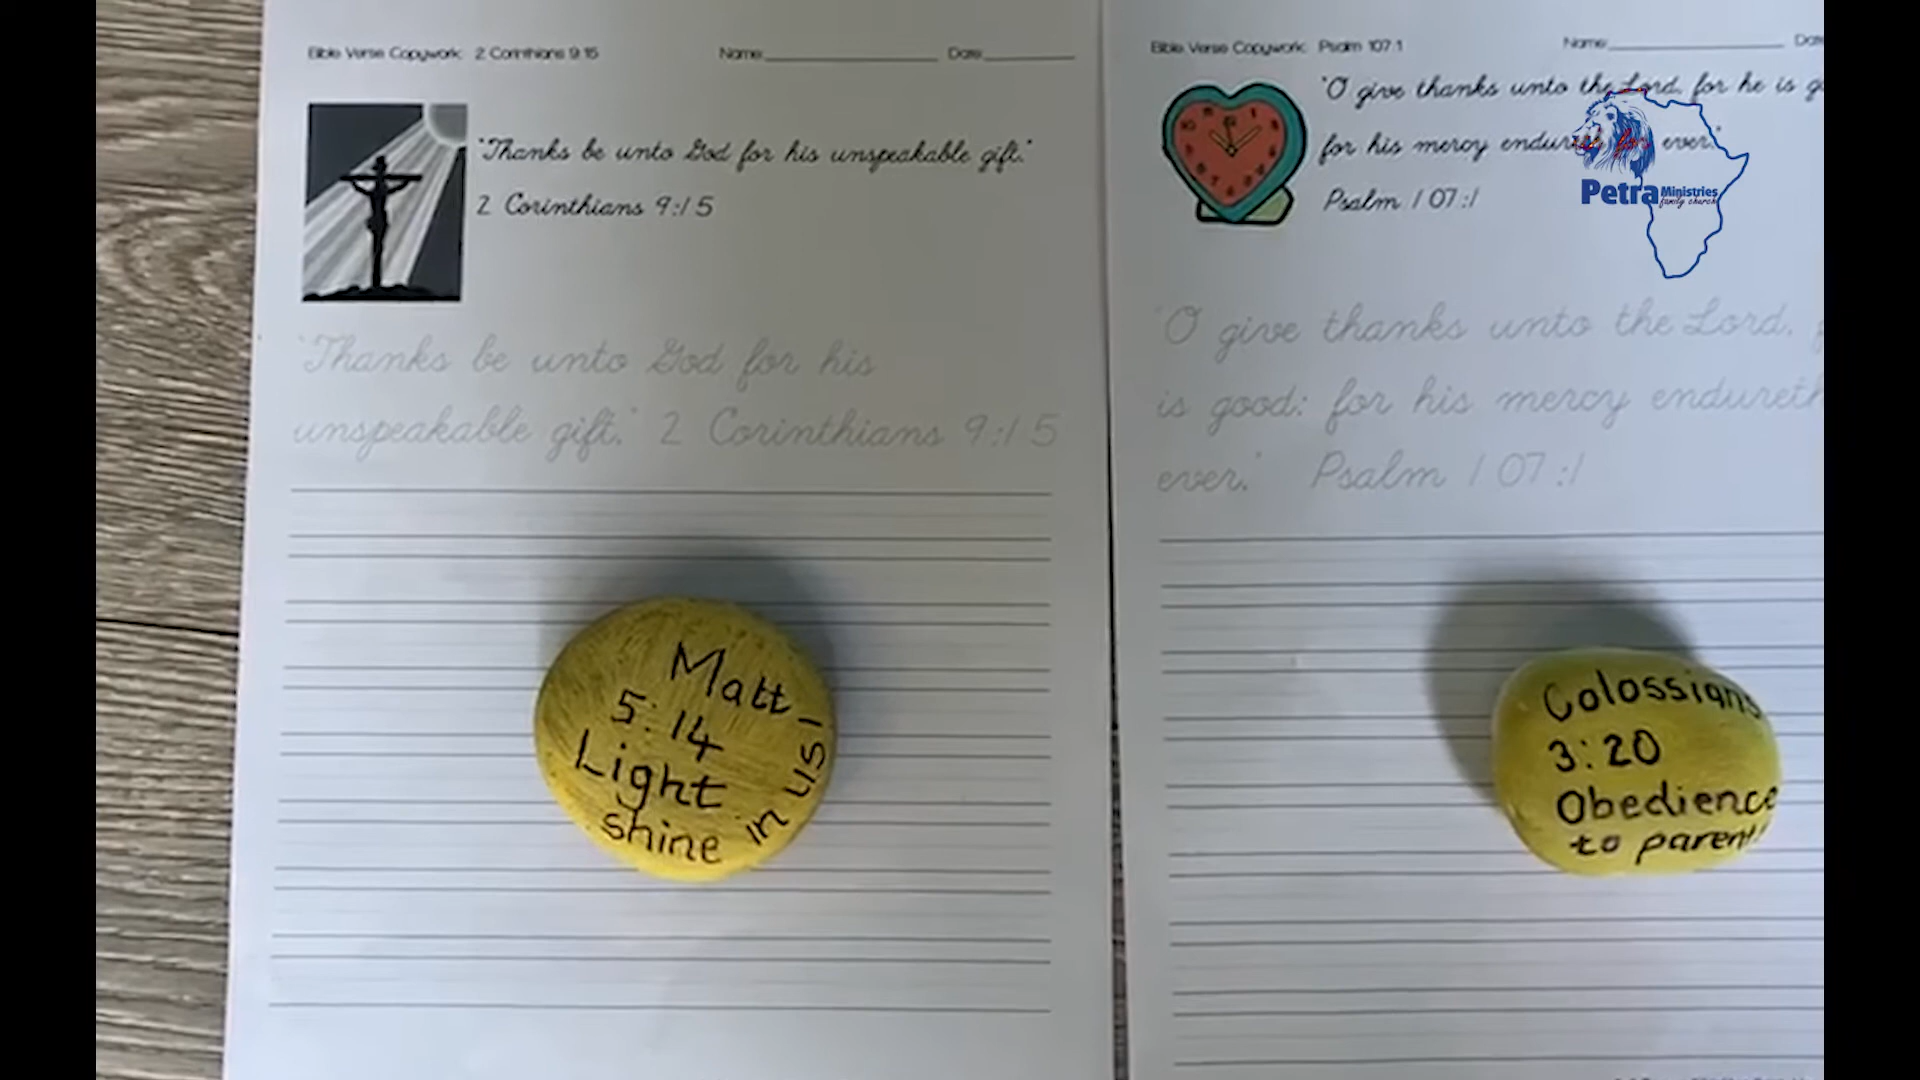 Bible Verse Copywork: 2 Corinthians 9:15 Name Date
"Thanks be unto God for his unspeakable gift."
2 Corinthians 9:15
"Thanks be unto God for his
unspeakable gift." 2 Corinthians 9:15
Matt
5:14
Light
shine in us!
Bible Verse Copywork: Psalm 107:1 Name
"O give thanks unto the Lord, for he is
for his mercy endureth for ever."
Psalm 107:1
"O give thanks unto the Lord,
is good: for his mercy endureth
ever." Psalm 107:1
Colossians
3:20
Obedience
to parent!
Petra Ministries
family church